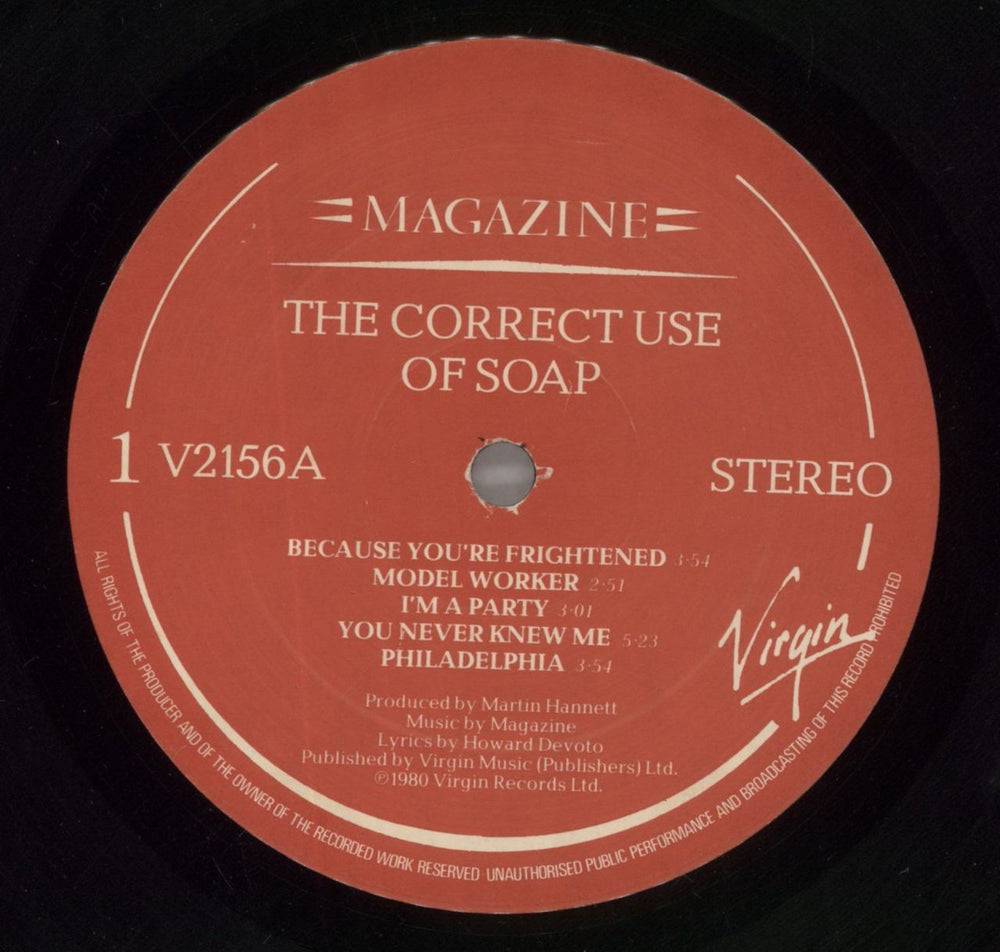 MAGAZINE
THE CORRECT USE
OF SOAP
1 V2156A
STEREO
BECAUSE YOU'RE FRIGHTENED 3·54
MODEL WORKER 2·51
I'M A PARTY 3·01
YOU NEVER KNEW ME 5·23
PHILADELPHIA 3·54
Virgin
Produced by Martin Hannett
Music by Magazine
Lyrics by Howard Devoto
Published by Virgin Music (Publishers) Ltd.
℗1980 Virgin Records Ltd.
ALL RIGHTS OF THE PRODUCER AND OF THE OWNER OF THE RECORDED WORK RESERVED UNAUTHORISED PUBLIC PERFORMANCE AND BROADCASTING OF THIS RECORD PROHIBITED